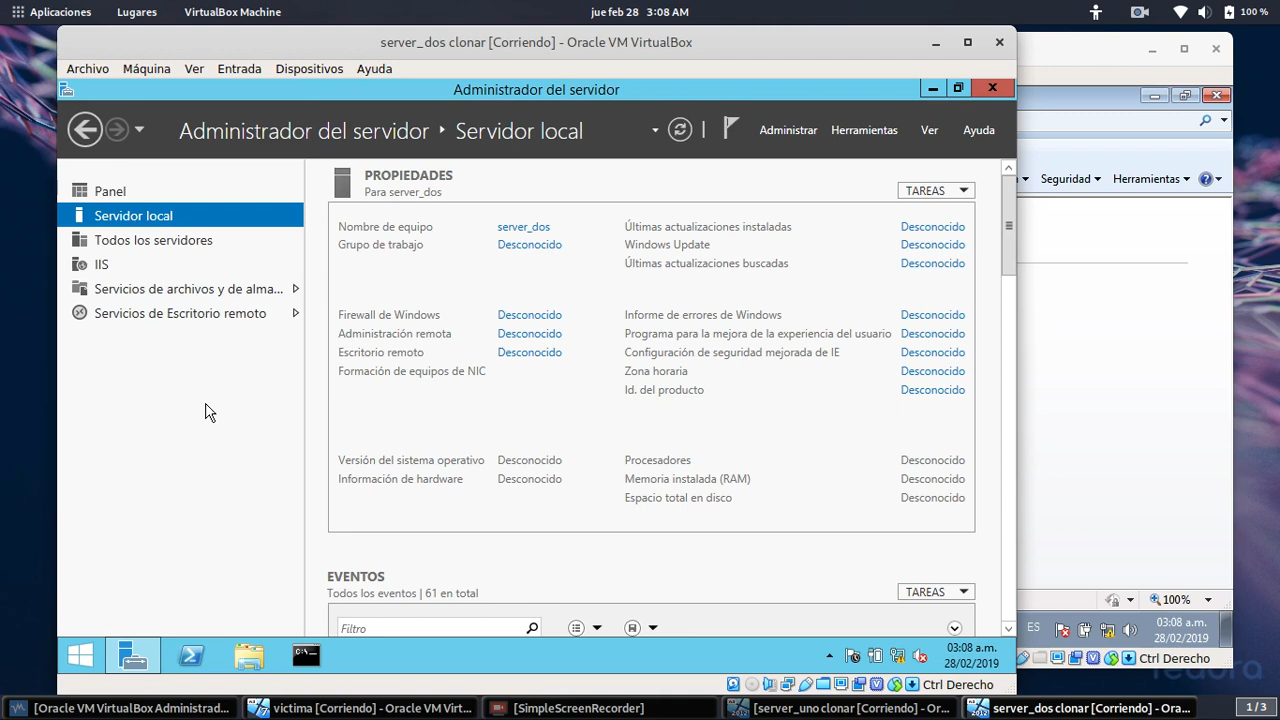 Aplicaciones Lugares VirtualBox Machine jue feb 28 3:08 AM 100 %
server_dos clonar [Corriendo] - Oracle VM VirtualBox
Archivo Máquina Ver Entrada Dispositivos Ayuda
Administrador del servidor
Administrador del servidor Servidor local Administrar Herramientas Ver Ayuda
Seguridad Herramientas
Panel
Servidor local
Todos los servidores
IIS
Servicios de archivos y de alma...
Servicios de Escritorio remoto
PROPIEDADES
Para server_dos
TAREAS
Nombre de equipo server_dos Últimas actualizaciones instaladas Desconocido
Grupo de trabajo Desconocido Windows Update Desconocido
Últimas actualizaciones buscadas Desconocido
Firewall de Windows Desconocido Informe de errores de Windows Desconocido
Administración remota Desconocido Programa para la mejora de la experiencia del usuario Desconocido
Escritorio remoto Desconocido Configuración de seguridad mejorada de IE Desconocido
Formación de equipos de NIC Zona horaria Desconocido
Id. del producto Desconocido
Versión del sistema operativo Desconocido Procesadores Desconocido
Información de hardware Desconocido Memoria instalada (RAM) Desconocido
Espacio total en disco Desconocido
EVENTOS
Todos los eventos | 61 en total
TAREAS
Filtro
100%
ES 03:08 a.m.
28/02/2019
Ctrl Derecho
03:08 a.m.
28/02/2019
Ctrl Derecho
fedora
[Oracle VM VirtualBox Administrad... victima [Corriendo] - Oracle VM Virt... [SimpleScreenRecorder] [server_uno clonar [Corriendo] - Or... server_dos clonar [Corriendo] - Ora... 1/3